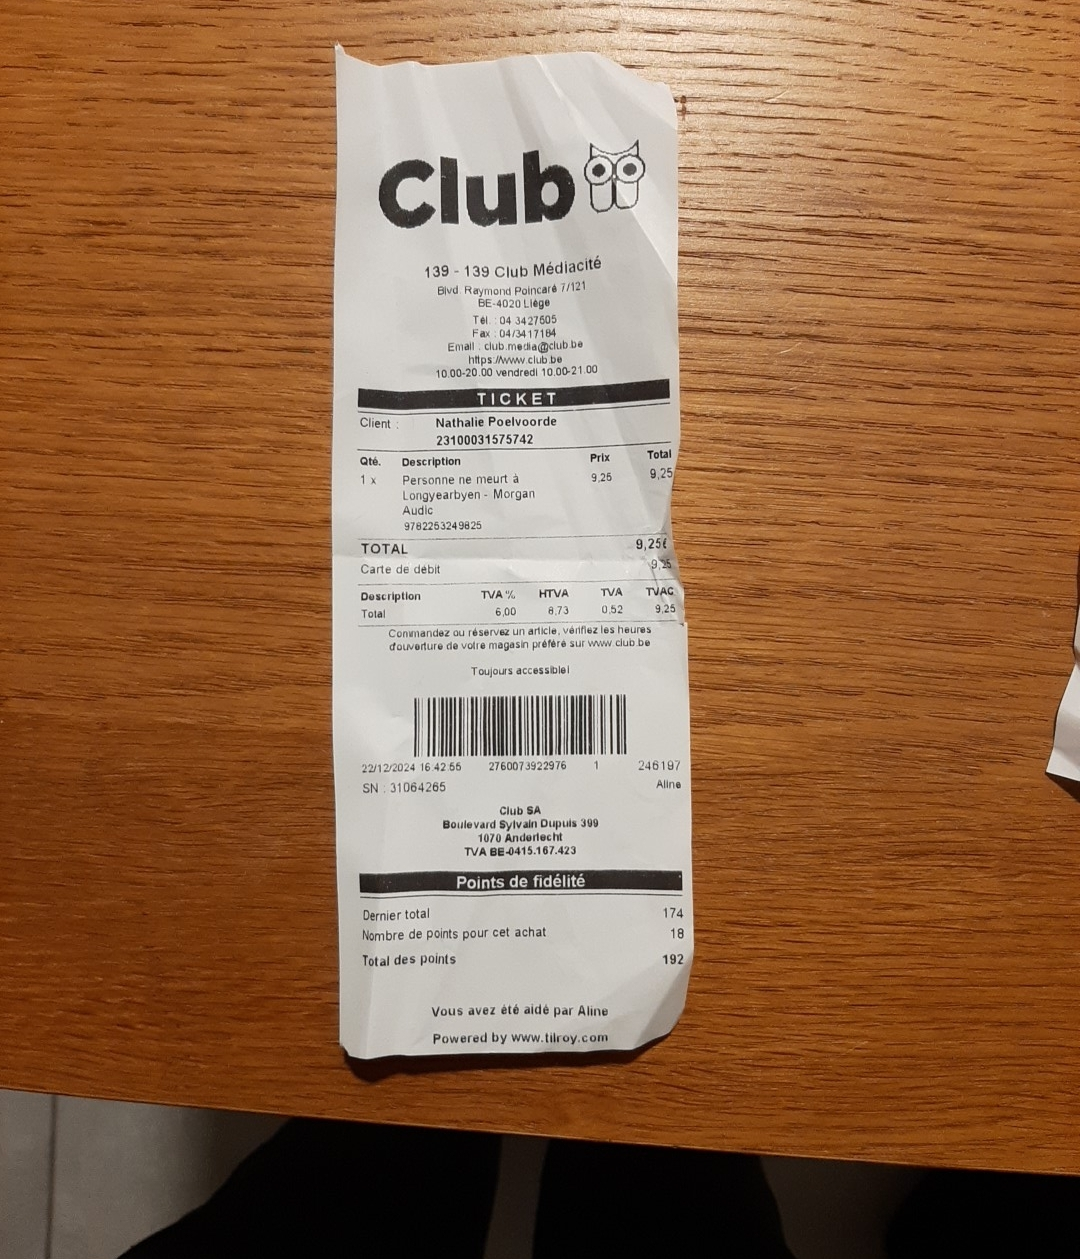 Club
139 - 139 Club Médiacité
Blvd. Raymond Poincaré 7/121
BE-4020 Liège
Tél. : 04 3427605
Fax : 04/3417184
Email : club.media@club.be
https://www.club.be
10.00-20.00 vendredi 10.00-21.00
TICKET
Client : Nathalie Poelvoorde
23100031575742
Qté. Description Prix Total
1 x Personne ne meurt à 9,25 9,25
Longyearbyen - Morgan
Audic
9782253249825
TOTAL 9,25€
Carte de débit 9,25
Description TVA % HTVA TVA TVAC
Total 6,00 8,73 0,52 9,25
Commandez ou réservez un article, vérifiez les heures
d'ouverture de votre magasin préféré sur www.club.be
Toujours accessible!
22/12/2024 16:42:56 2760073922976 1 246197
SN : 31064265 Aline
Club SA
Boulevard Sylvain Dupuis 399
1070 Anderlecht
TVA BE-0415.167.423
Points de fidélité
Dernier total 174
Nombre de points pour cet achat 18
Total des points 192
Vous avez été aidé par Aline
Powered by www.tilroy.com